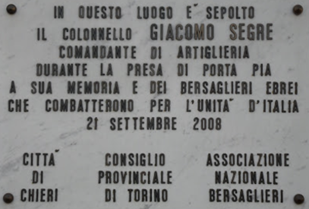 IN QUESTO LUOGO E' SEPOLTO
IL COLONNELLO GIACOMO SEGRE
COMANDANTE DI ARTIGLIERIA
DURANTE LA PRESA DI PORTA PIA
A SUA MEMORIA E DEI BERSAGLIERI EBREI
CHE COMBATTERONO PER L'UNITA' D'ITALIA
21 SETTEMBRE 2008
CITTA' CONSIGLIO ASSOCIAZIONE
DI PROVINCIALE NAZIONALE
CHIERI DI TORINO BERSAGLIERI